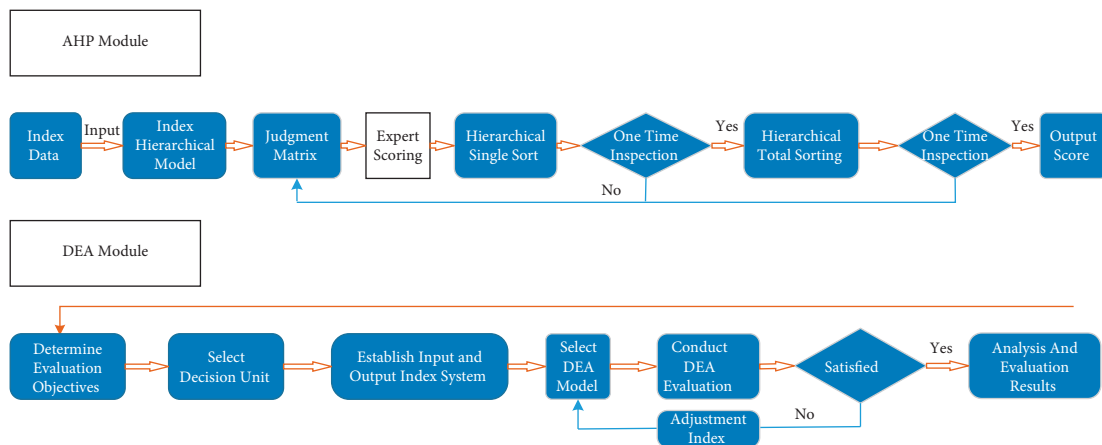 AHP Module
Index
Data
Input
Index
Hierarchical
Model
Judgment
Matrix
Expert
Scoring
Hierarchical
Single Sort
One Time
Inspection
Yes
Hierarchical
Total Sorting
One Time
Inspection
Yes
Output
Score
No
DEA Module
Determine
Evaluation
Objectives
Select
Decision Unit
Establish Input and
Output Index System
Select
DEA
Model
Conduct
DEA
Evaluation
Satisfied
Yes
Analysis And
Evaluation
Results
No
Adjustment
Index